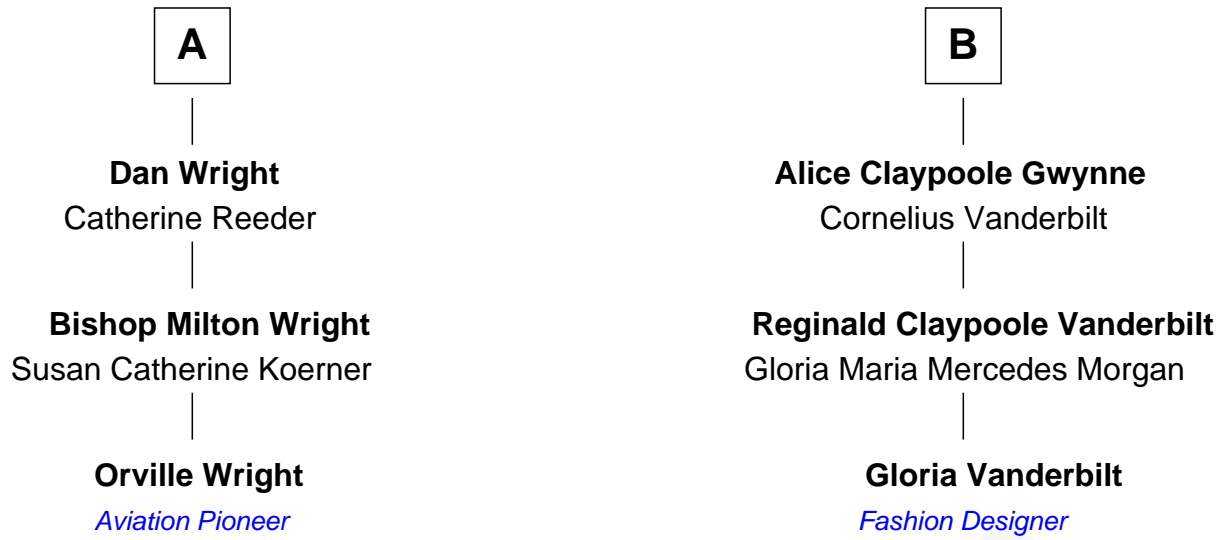 A
Dan Wright
Catherine Reeder
Bishop Milton Wright
Susan Catherine Koerner
Orville Wright
Aviation Pioneer
B
Alice Claypoole Gwynne
Cornelius Vanderbilt
Reginald Claypoole Vanderbilt
Gloria Maria Mercedes Morgan
Gloria Vanderbilt
Fashion Designer